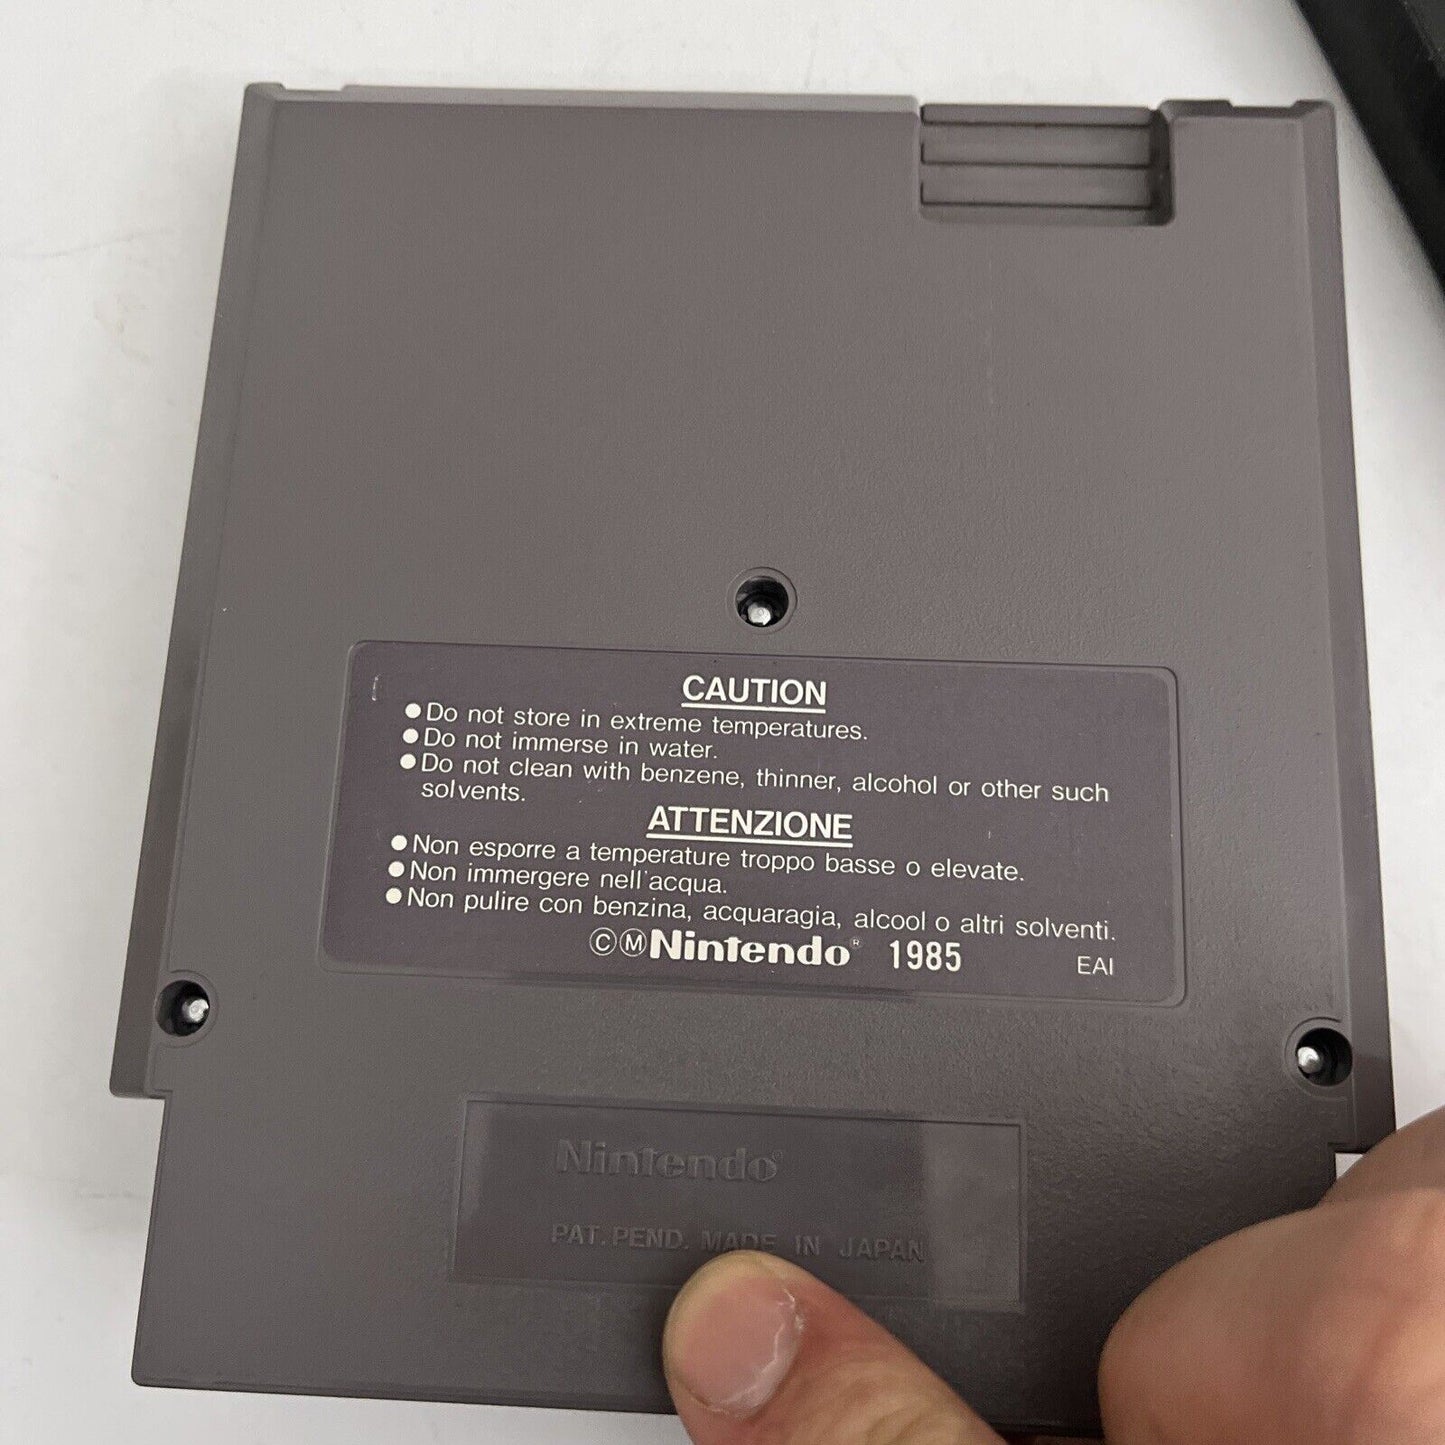 CAUTION
●Do not store in extreme temperatures.
●Do not immerse in water.
●Do not clean with benzene, thinner, alcohol or other such
solvents.
ATTENZIONE
●Non esporre a temperature troppo basse o elevate.
●Non immergere nell'acqua.
●Non pulire con benzina, acquaragia, alcool o altri solventi.
ⒸⓂNintendo® 1985 EAI
Nintendo®
PAT. PEND. MADE IN JAPAN